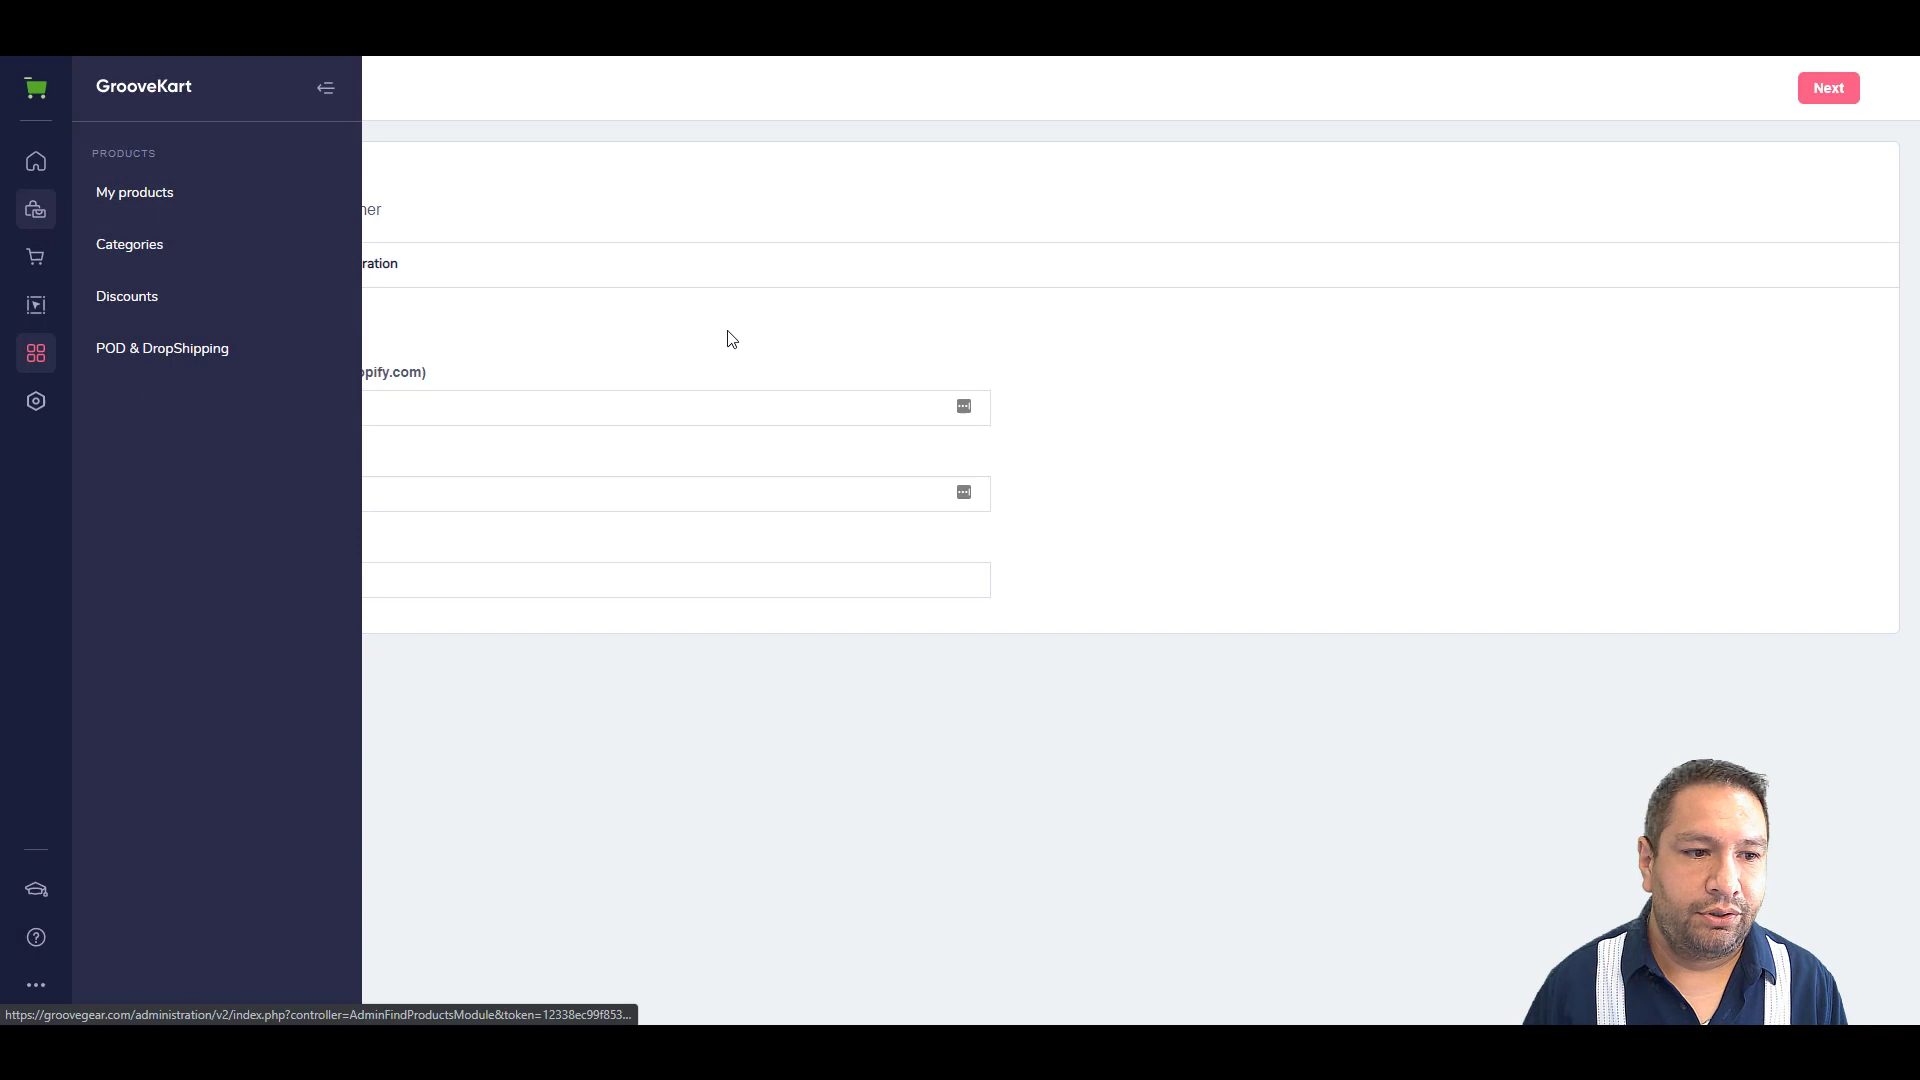 GrooveKart
Next
PRODUCTS
My products
Categories
Discounts
POD & DropShipping
ner
ration
opify.com)
https://groovegear.com/administration/v2/index.php?controller=AdminFindProductsModule&token=12338ec99f853...